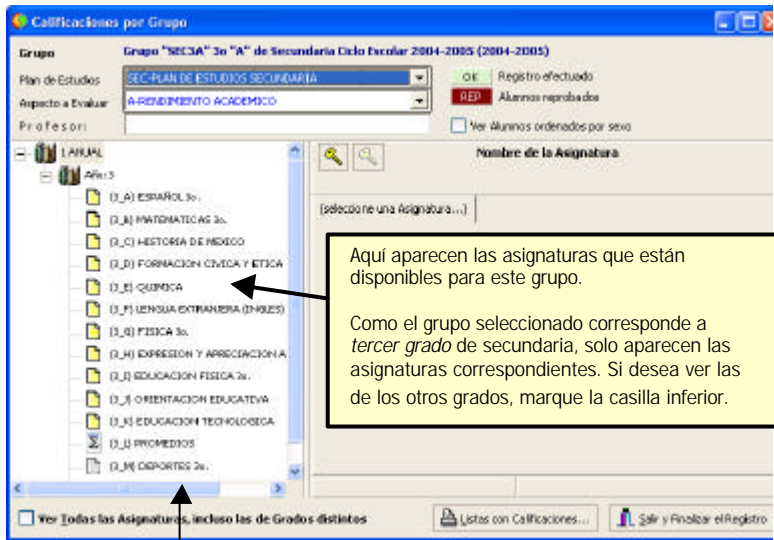 Calificaciones por Grupo
Grupo Grupo "SEC3A" 3o "A" de Secundaria Ciclo Escolar 2004-2005 (2004-2005)
Plan de Estudios SEC-PLAN DE ESTUDIOS SECUNDARIA OK Registro efectuado
Aspecto a Evaluar A-RENDIMIENTO ACADEMICO REP Alumnos reprobados
Profesor: Ver Alumnos ordenados por sexo
1 ANUAL
Año: 3
(3_A) ESPAÑOL 3o.
(3_B) MATEMATICAS 3o.
(3_C) HISTORIA DE MEXICO
(3_D) FORMACION CIVICA Y ETICA
(3_E) QUIMICA
(3_F) LENGUA EXTRANJERA (INGLES)
(3_G) FISICA 3o.
(3_H) EXPRESION Y APRECIACION A
(3_I) EDUCACION FISICA 3o.
(3_J) ORIENTACION EDUCATIVA
(3_K) EDUCACION TECNOLOGICA
(3_L) PROMEDIOS
(3_M) DEPORTES 3o.
Nombre de la Asignatura
(seleccione una Asignatura...)
Aquí aparecen las asignaturas que están
disponibles para este grupo.
Como el grupo seleccionado corresponde a
tercer grado de secundaria, solo aparecen las
asignaturas correspondientes. Si desea ver las
de los otros grados, marque la casilla inferior.
Ver Todas las Asignaturas, incluso las de Grados distintos
Listas con Calificaciones...
Salir y Finalizar el Registro